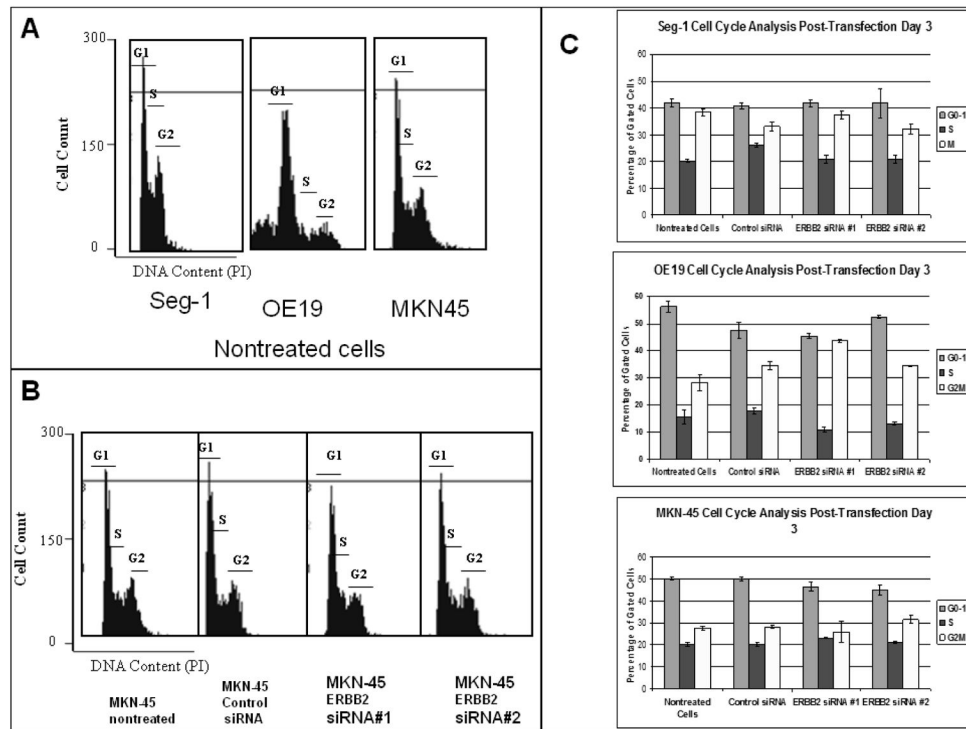 A
300
150
0
Cell Count
G1
S
G2
G1
S
G2
G1
S
G2
DNA Content (PI)
Seg-1
OE19
MKN45
Nontreated cells
B
300
150
0
Cell Count
G1
S
G2
G1
S
G2
G1
S
G2
G1
S
G2
DNA Content (PI)
MKN-45
nontreated
MKN-45
Control
siRNA
MKN-45
ERBB2
siRNA#1
MKN-45
ERBB2
siRNA#2
C
Seg-1 Cell Cycle Analysis Post-Transfection Day 3
Percentage of Gated Cells
60
50
40
30
20
10
0
Nontreated Cells
Control siRNA
ERBB2 siRNA #1
ERBB2 siRNA #2
G0-1
S
M
OE19 Cell Cycle Analysis Post-Transfection Day 3
Percentage of Gated Cells
60
50
40
30
20
10
0
Nontreated Cells
Control siRNA
ERBB2 siRNA #1
ERBB2 siRNA #2
G0-1
S
G2M
MKN-45 Cell Cycle Analysis Post-Transfection Day
3
Percentage of Gated Cells
60
50
40
30
20
10
0
Nontreated
Cells
Control siRNA
ERBB2 siRNA #1
ERBB2 siRNA #2
G0-1
S
G2M